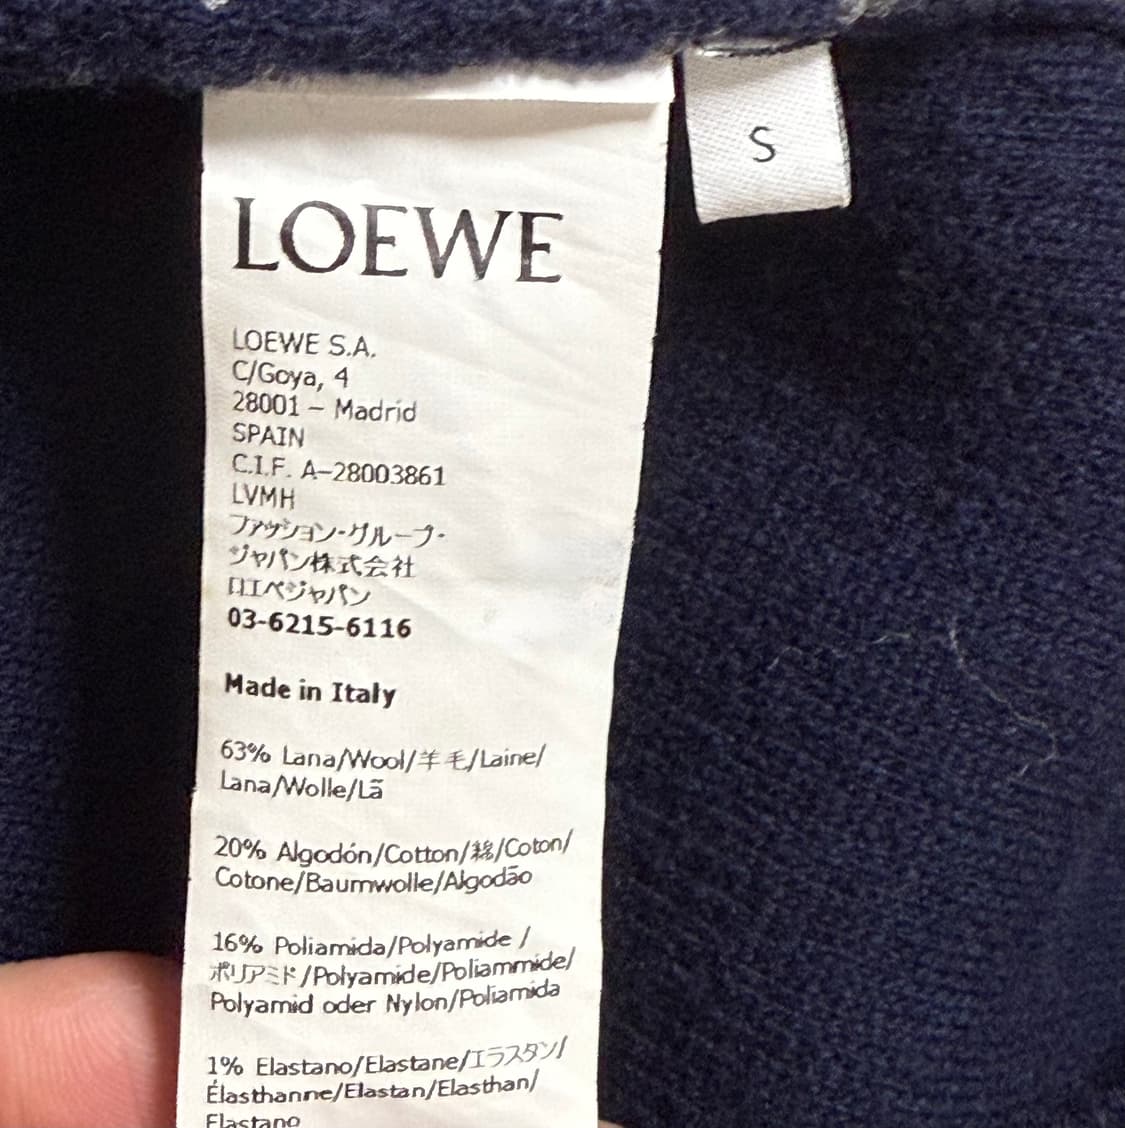 LOEWE
S
LOEWE S.A.
C/Goya, 4
28001 – Madrid
SPAIN
C.I.F. A–28003861
LVMH
ファッション・グループ・
ジャパン株式会社
ロエベジャパン
03-6215-6116
Made in Italy
63% Lana/Wool/羊毛/Laine/
Lana/Wolle/Lã
20% Algodón/Cotton/綿/Coton/
Cotone/Baumwolle/Algodão
16% Poliamida/Polyamide /
ポリアミド/Polyamide/Poliammide/
Polyamid oder Nylon/Poliamida
1% Elastano/Elastane/エラスタン/
Élasthanne/Elastan/Elasthan/
Elastano